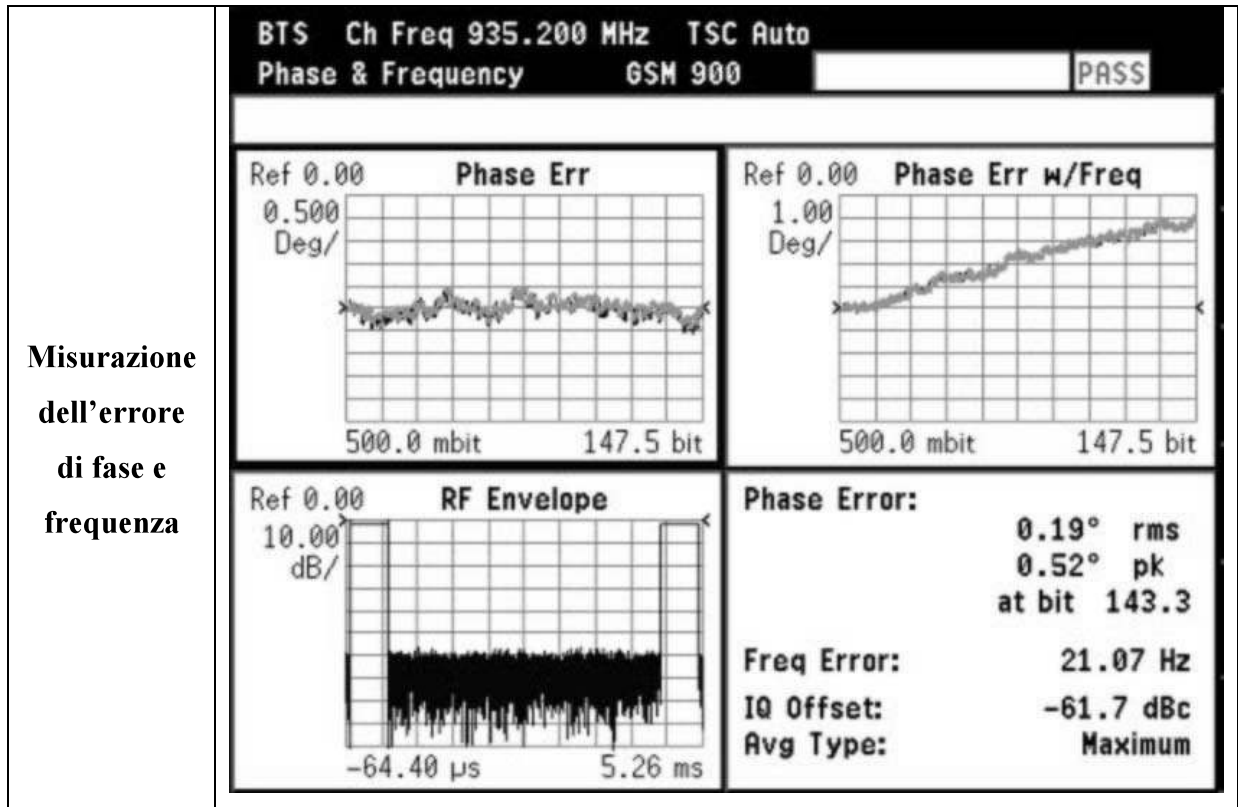 Misurazione
dell'errore
di fase e
frequenza
BTS Ch Freq 935.200 MHz TSC Auto
Phase & Frequency GSM 900 PASS
Ref 0.00 Phase Err
0.500
Deg/
500.0 mbit 147.5 bit
Ref 0.00 Phase Err w/Freq
1.00
Deg/
500.0 mbit 147.5 bit
Ref 0.00 RF Envelope
10.00
dB/
-64.40 µs 5.26 ms
Phase Error:
0.19° rms
0.52° pk
at bit 143.3
Freq Error: 21.07 Hz
IQ Offset: -61.7 dBc
Avg Type: Maximum